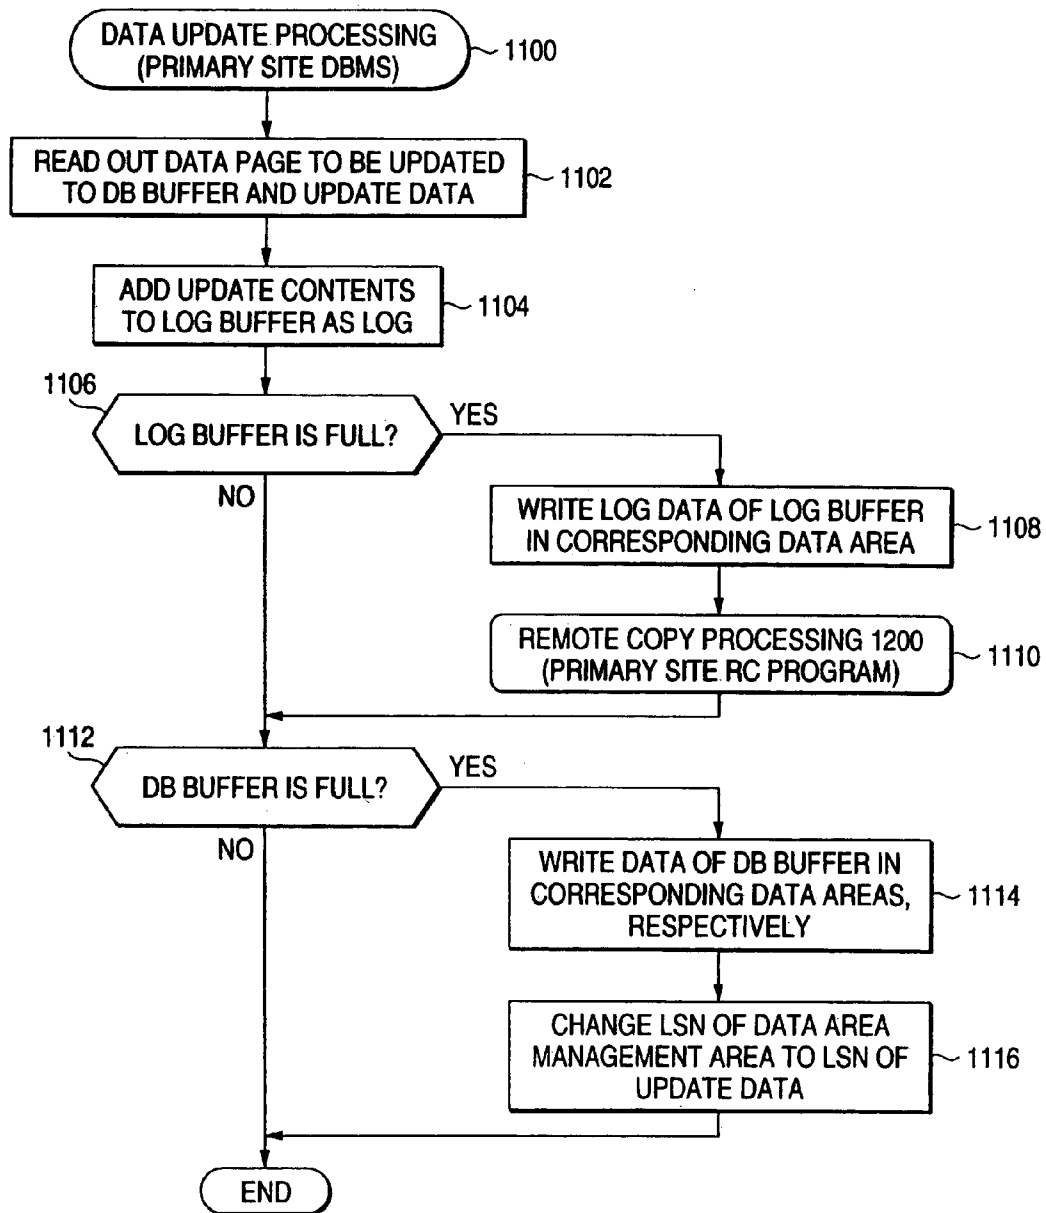 DATA UPDATE PROCESSING
(PRIMARY SITE DBMS)
1100
READ OUT DATA PAGE TO BE UPDATED
TO DB BUFFER AND UPDATE DATA
1102
ADD UPDATE CONTENTS
TO LOG BUFFER AS LOG
1104
1106
LOG BUFFER IS FULL?
YES
NO
WRITE LOG DATA OF LOG BUFFER
IN CORRESPONDING DATA AREA
1108
REMOTE COPY PROCESSING 1200
(PRIMARY SITE RC PROGRAM)
1110
1112
DB BUFFER IS FULL?
YES
NO
WRITE DATA OF DB BUFFER IN
CORRESPONDING DATA AREAS,
RESPECTIVELY
1114
CHANGE LSN OF DATA AREA
MANAGEMENT AREA TO LSN OF
UPDATE DATA
1116
END